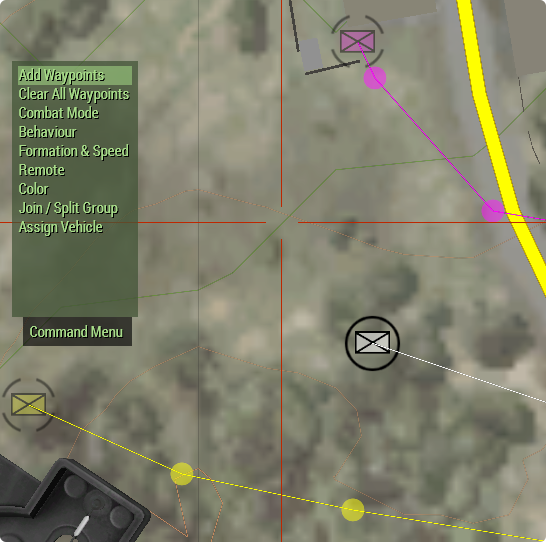 Add Waypoints
Clear All Waypoints
Combat Mode
Behaviour
Formation & Speed
Remote
Color
Join / Split Group
Assign Vehicle
Command Menu